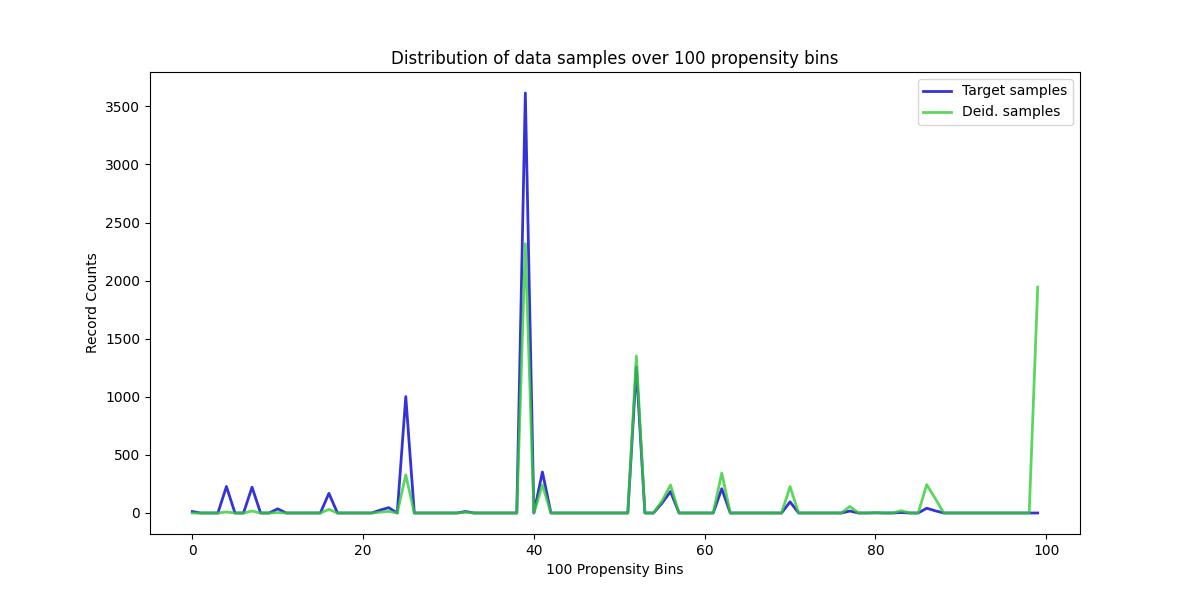 Distribution of data samples over 100 propensity bins
Target samples
Deid. samples
Record Counts
3500
3000
2500
2000
1500
1000
500
0
0 20 40 60 80 100
100 Propensity Bins